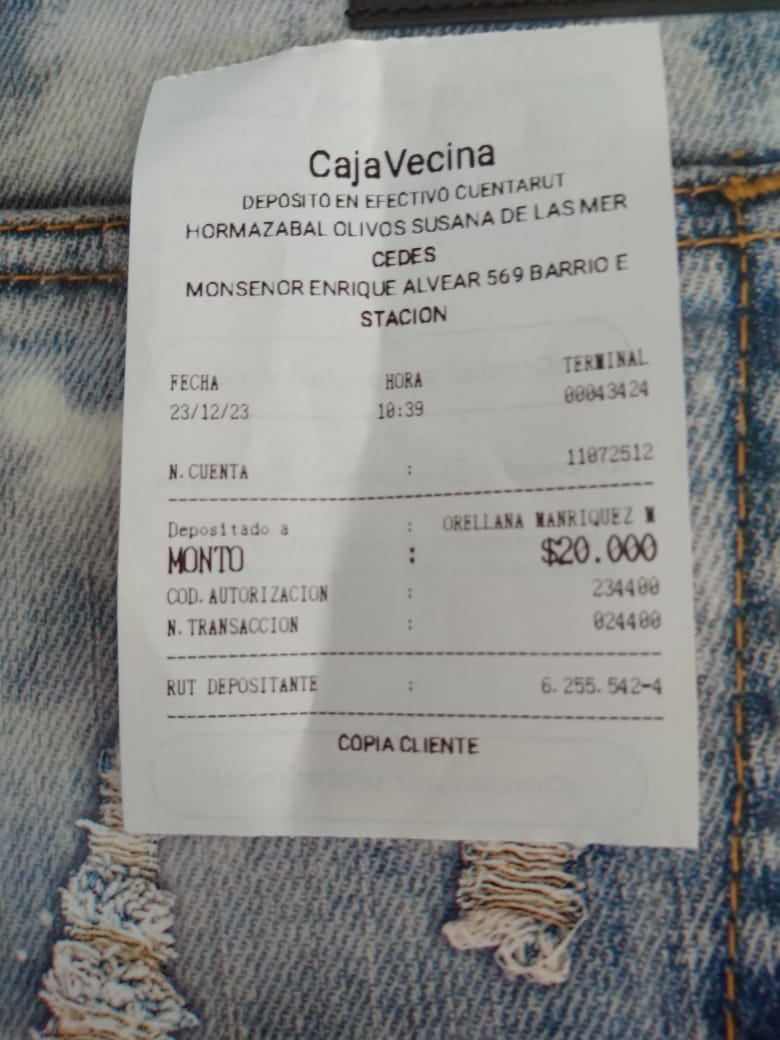 CajaVecina
DEPOSITO EN EFECTIVO CUENTARUT
HORMAZABAL OLIVOS SUSANA DE LAS MER
CEDES
MONSENOR ENRIQUE ALVEAR 569 BARRIO E
STACION
FECHA HORA TERMINAL
23/12/23 10:39 00043424
N. CUENTA : 11072512
Depositado a : ORELLANA MANRIQUEZ M
MONTO : $20.000
COD. AUTORIZACION : 234400
N. TRANSACCION : 024400
RUT DEPOSITANTE : 6.255.542-4
COPIA CLIENTE